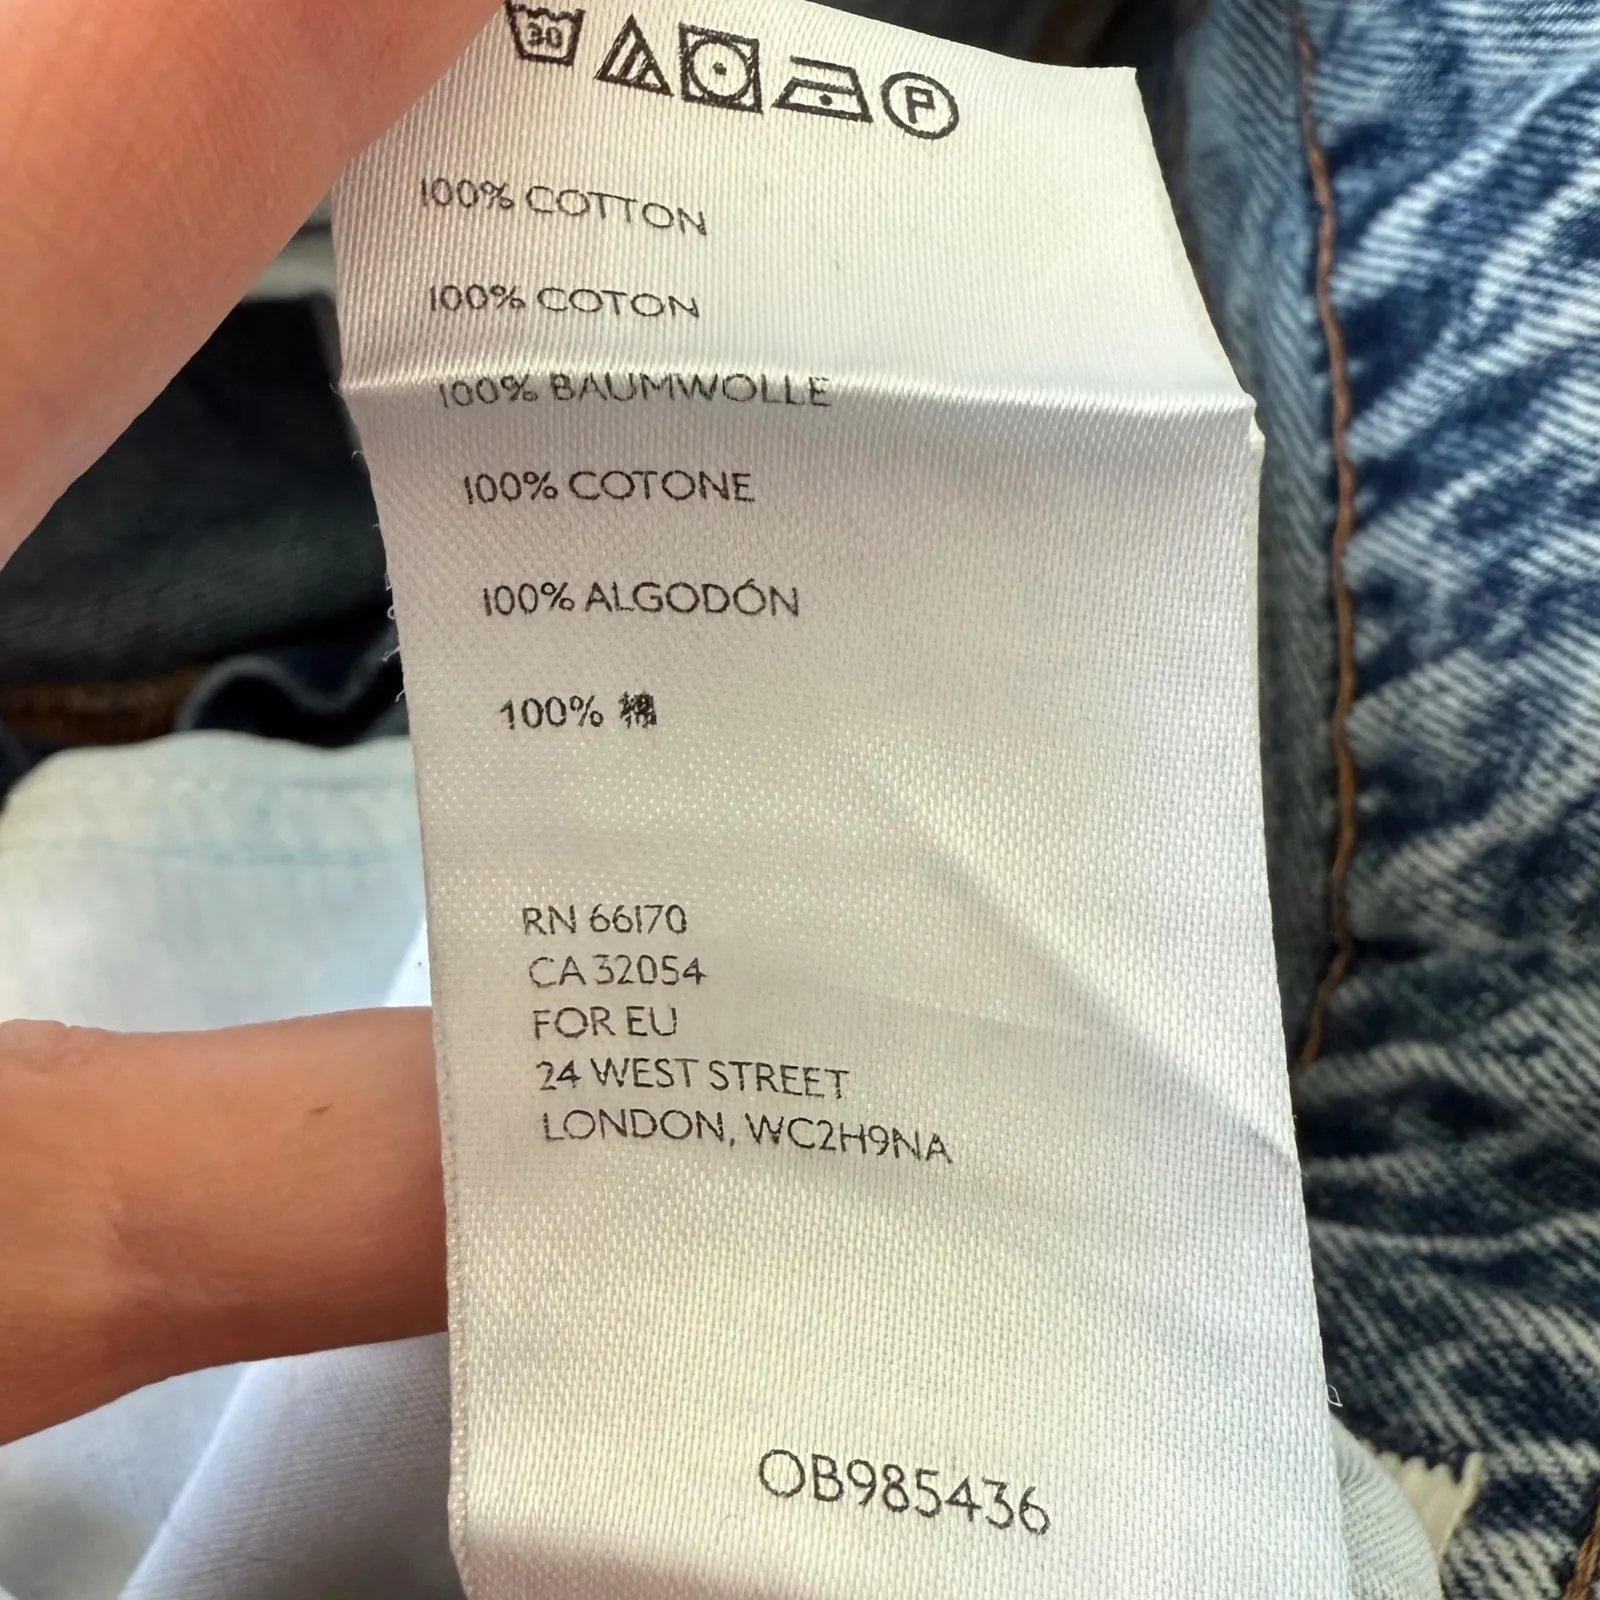 30
P
100% COTTON
100% COTON
100% BAUMWOLLE
100% COTONE
100% ALGODÓN
100% 棉
RN 66170
CA 32054
FOR EU
24 WEST STREET
LONDON, WC2H9NA
OB985436